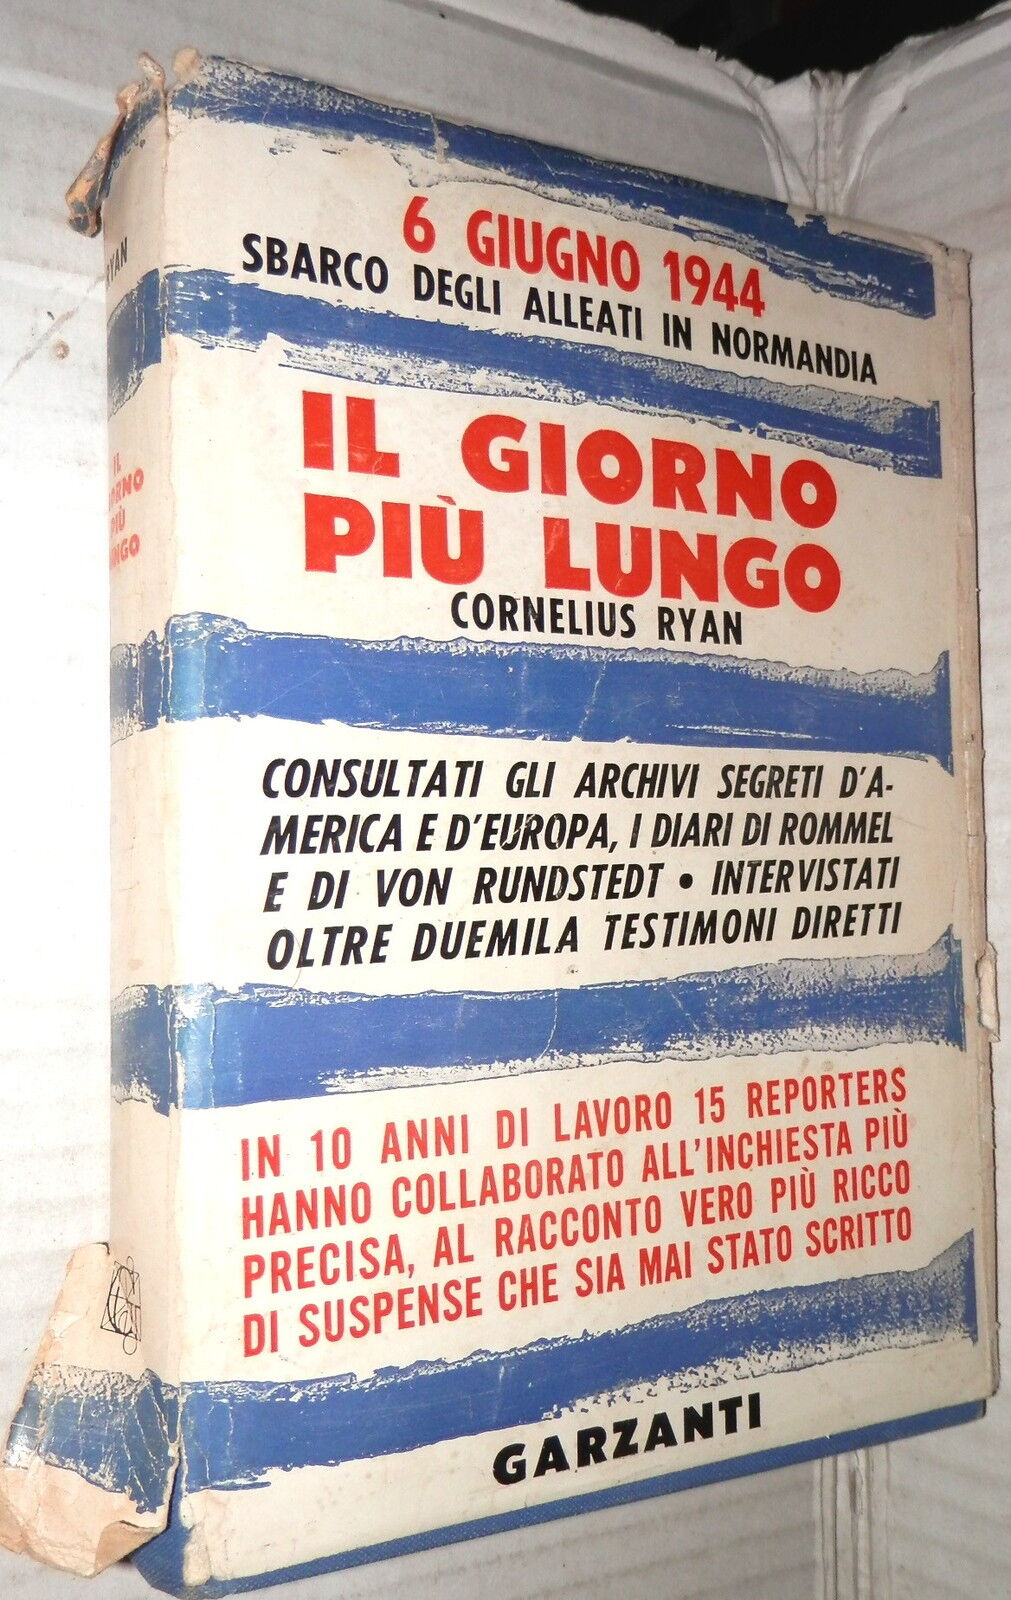 6 GIUGNO 1944
SBARCO DEGLI ALLEATI IN NORMANDIA
IL GIORNO
PIÙ LUNGO
CORNELIUS RYAN
CONSULTATI GLI ARCHIVI SEGRETI D'A-
MERICA E D'EUROPA, I DIARI DI ROMMEL
E DI VON RUNDSTEDT • INTERVISTATI
OLTRE DUEMILA TESTIMONI DIRETTI
IN 10 ANNI DI LAVORO 15 REPORTERS
HANNO COLLABORATO ALL'INCHIESTA PIÙ
PRECISA, AL RACCONTO VERO PIÙ RICCO
DI SUSPENSE CHE SIA MAI STATO SCRITTO
GARZANTI
RYAN
IL
GIORNO
PIÙ
LUNGO